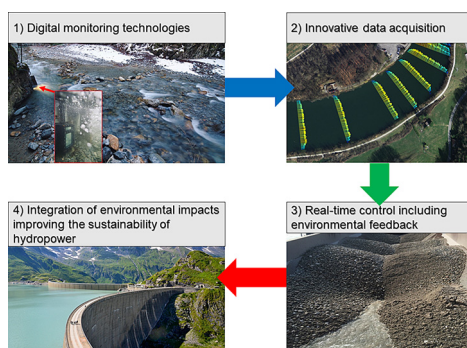 1) Digital monitoring technologies
2) Innovative data acquisition
4) Integration of environmental impacts
improving the sustainability of
hydropower
3) Real-time control including
environmental feedback